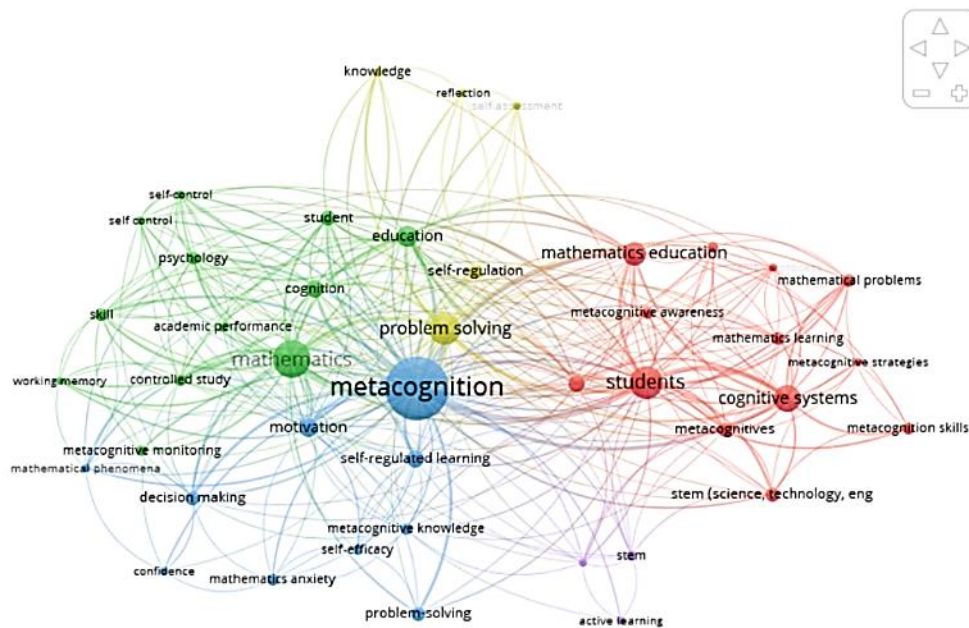 knowledge
reflection
self-assessment
self-control
self control
student
education
psychology
self-regulation
mathematics education
mathematical problems
cognition
skill
academic performance
problem solving
metacognitive awareness
mathematics learning
mathematics
metacognitive strategies
working memory
controlled study
metacognition
students
cognitive systems
motivation
metacognitives
metacognition skills
metacognitive monitoring
self-regulated learning
mathematical phenomena
decision making
stem (science, technology, eng
metacognitive knowledge
self-efficacy
stem
confidence
mathematics anxiety
problem-solving
active learning